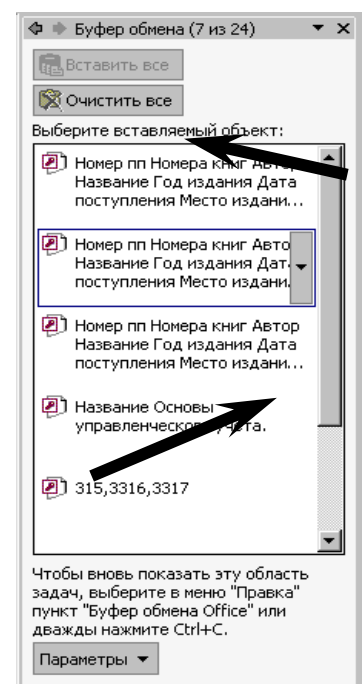 Буфер обмена (7 из 24)
Вставить все
Очистить все
Выберите вставляемый объект:
Номер пп Номера книг Автор
Название Год издания Дата
поступления Место издани...
Номер пп Номера книг Авто
Название Год издания Дат
поступления Место издани
Номер пп Номера книг Автор
Название Год издания Дата
поступления Место издани...
Название Основы
управленческого учета.
315,3316,3317
Чтобы вновь показать эту область
задач, выберите в меню "Правка"
пункт "Буфер обмена Office" или
дважды нажмите Ctrl+C.
Параметры